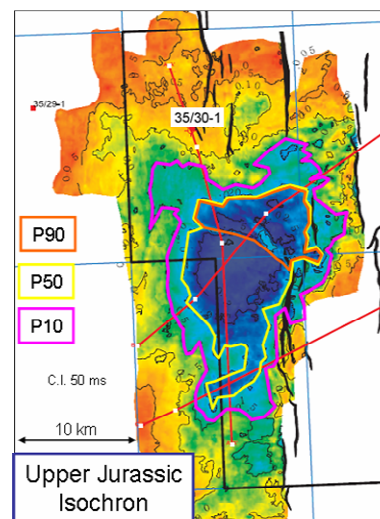 35/29-1
35/30-1
P90
P50
P10
C.I. 50 ms
10 km
Upper Jurassic
Isochron